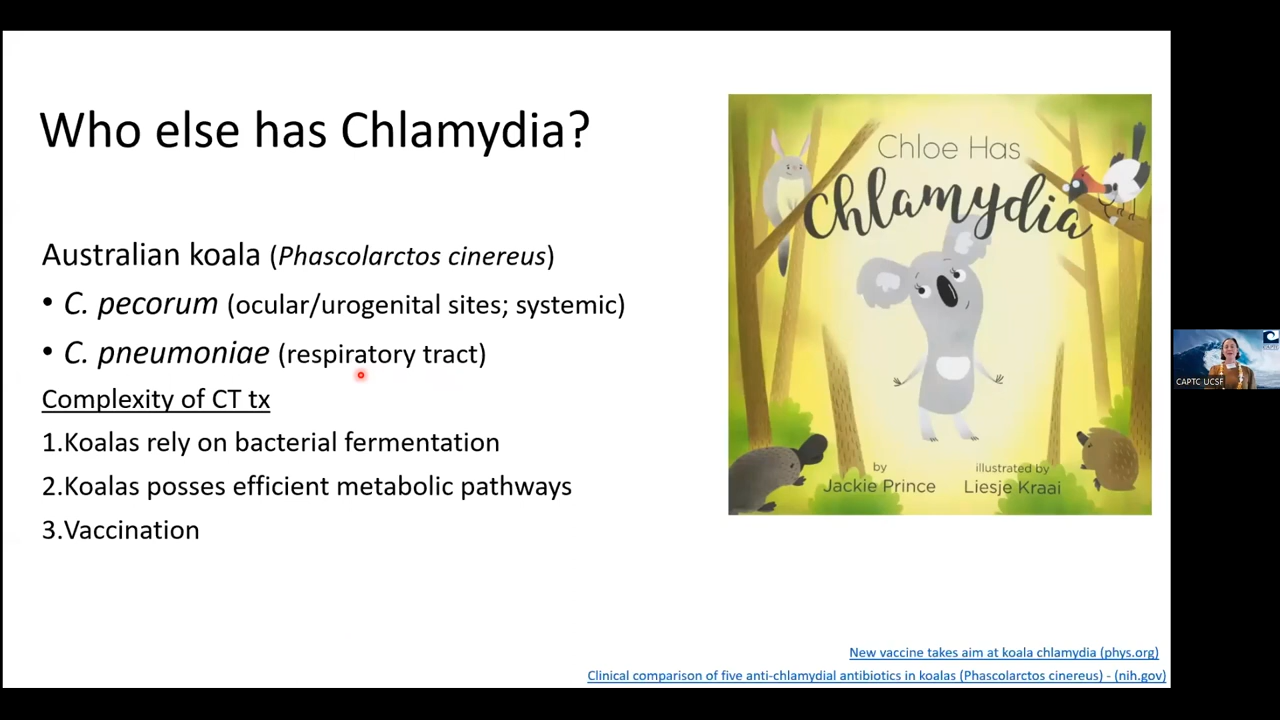 Who else has Chlamydia?
Australian koala (Phascolarctos cinereus)
• C. pecorum (ocular/urogenital sites; systemic)
• C. pneumoniae (respiratory tract)
Complexity of CT tx
1.Koalas rely on bacterial fermentation
2.Koalas posses efficient metabolic pathways
3.Vaccination
Chloe Has
Chlamydia
by
Jackie Prince
illustrated by
Liesje Kraai
New vaccine takes aim at koala chlamydia (phys.org)
Clinical comparison of five anti-chlamydial antibiotics in koalas (Phascolarctos cinereus) - (nih.gov)
CAPTC UCSF